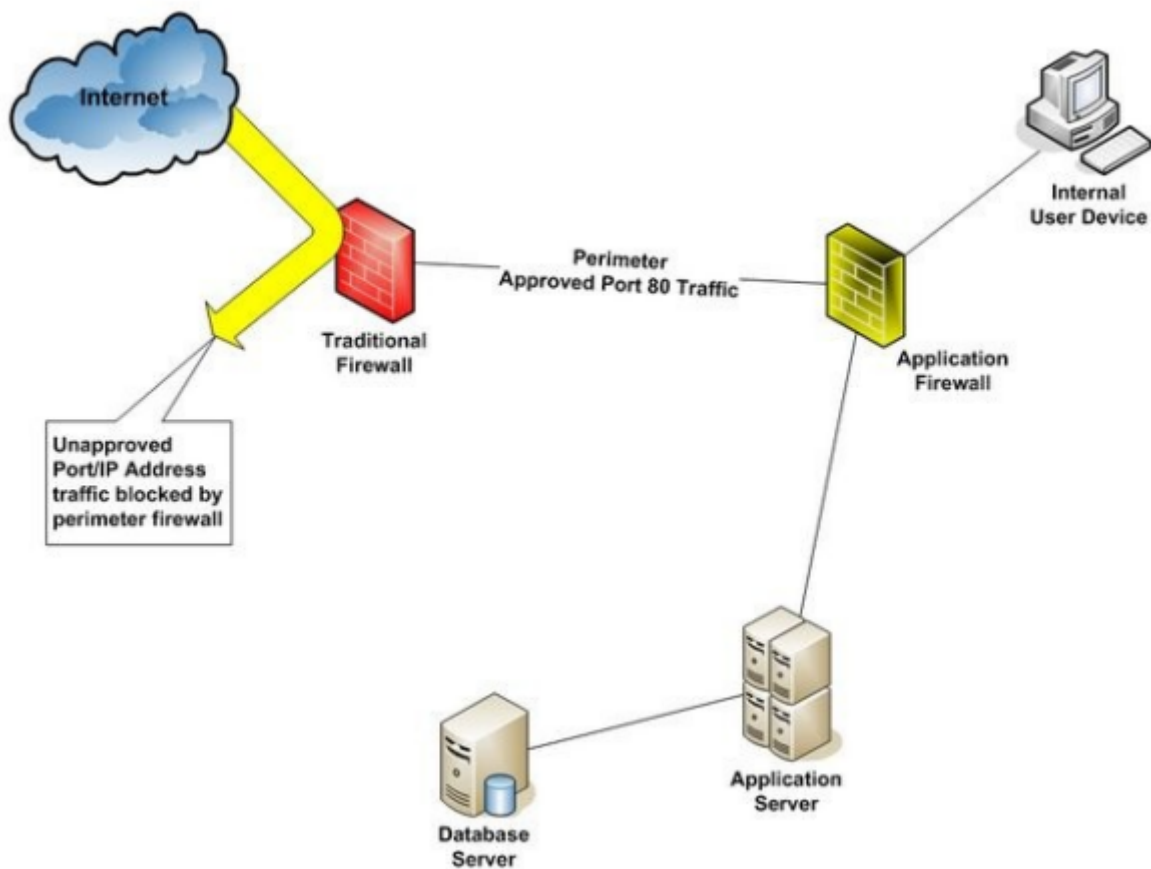 Internet
Internal
User Device
Perimeter
Approved Port 80 Traffic
Traditional
Firewall
Application
Firewall
Unapproved
Port/IP Address
traffic blocked by
perimeter firewall
Application
Server
Database
Server